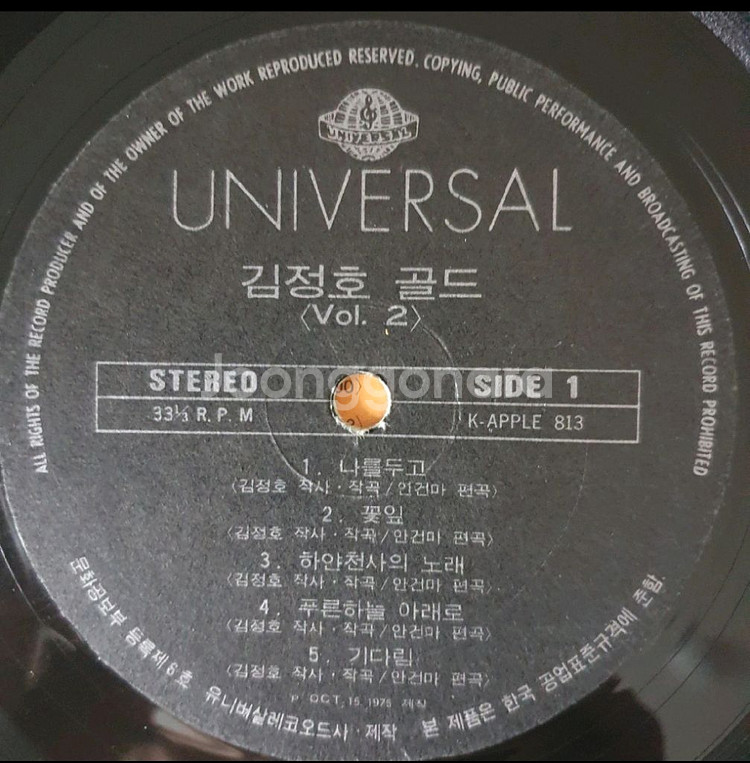 ALL RIGHTS OF THE RECORD PRODUCER AND OF THE OWNER OF THE WORK REPRODUCED RESERVED. COPYING, PUBLIC PERFORMANCE AND BROADCASTING OF THIS RECORD PROHIBITED
UNIVERSAL
UNIVERSAL
김정호 골드
〈Vol. 2〉
joonggonara
STEREO SIDE 1
33⅓ R. P. M K-APPLE 813
1. 나를두고
〈김정호 작사·작곡/안건마 편곡〉
2. 꽃잎
〈김정호 작사·작곡/안건마 편곡〉
3. 하얀천사의 노래
〈김정호 작사·작곡/안건마 편곡〉
4. 푸른하늘 아래로
〈김정호 작사·작곡/안건마 편곡〉
5. 기다림
〈김정호 작사·작곡/안건마 편곡〉
P OCT, 15, 1975 제작
문화공보부 등록제6호 유니버살레코오드사·제작 본 제품은 한국 공업표준규격에 준함